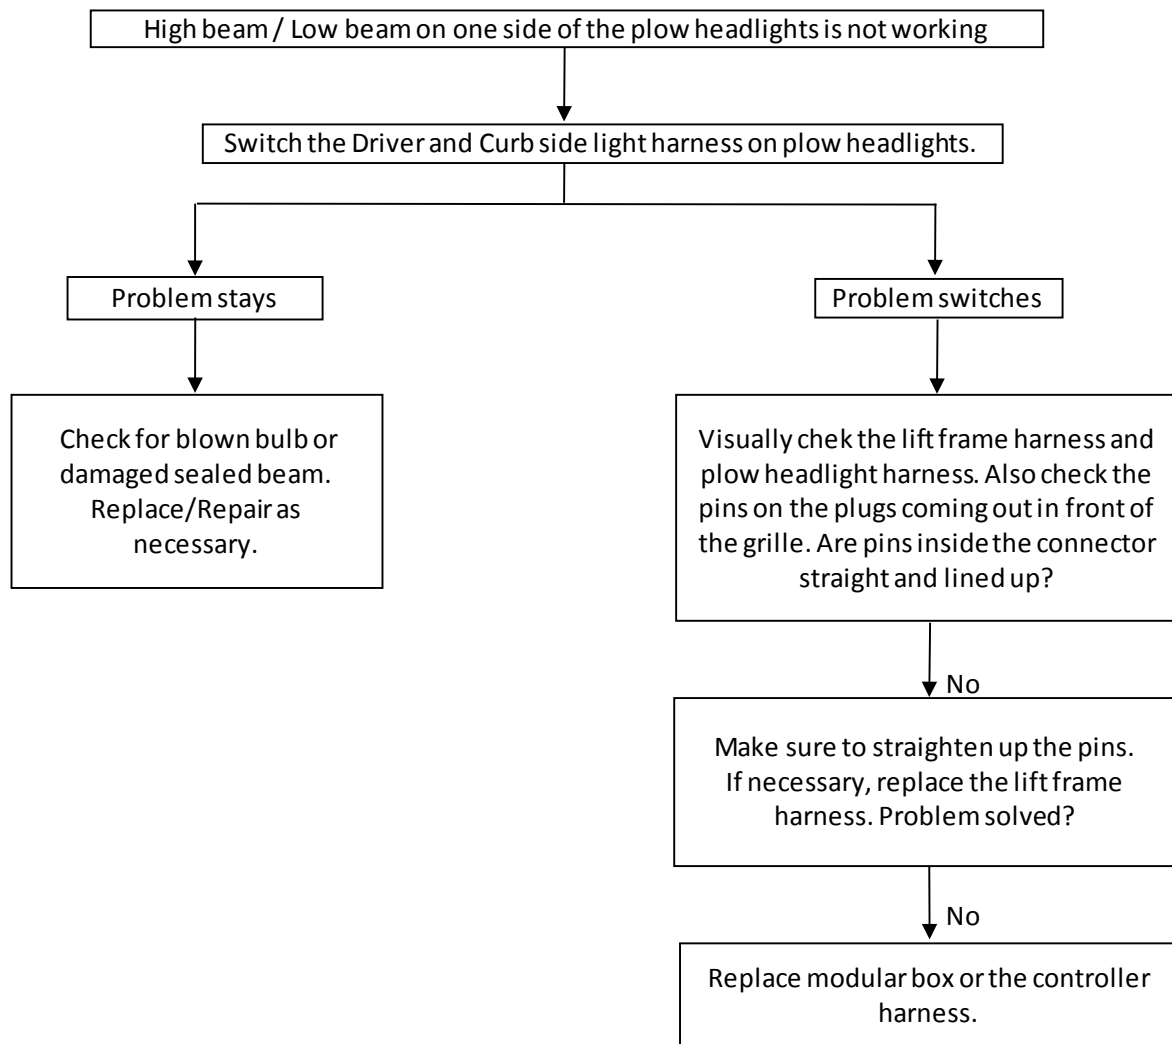 High beam / Low beam on one side of the plow headlights is not working
Switch the Driver and Curb side light harness on plow headlights.
Problem stays
Problem switches
Check for blown bulb or
damaged sealed beam.
Replace/Repair as
necessary.
Visually chek the lift frame harness and
plow headlight harness. Also check the
pins on the plugs coming out in front of
the grille. Are pins inside the connector
straight and lined up?
No
Make sure to straighten up the pins.
If necessary, replace the lift frame
harness. Problem solved?
No
Replace modular box or the controller
harness.